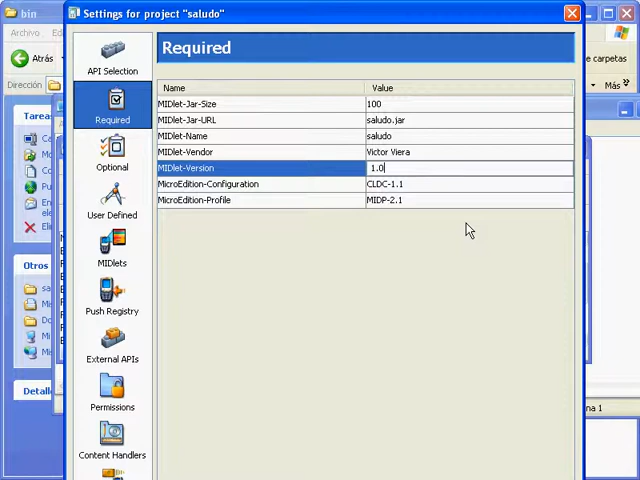 bin
Settings for project "saludo"
Archivo
Atrás
e carpetas
Dirección
Más
Tareas
Otros
Detalles
na 1
API Selection
Required
Optional
User Defined
MIDlets
Push Registry
External APIs
Permissions
Content Handlers
Required
Name Value
MIDlet-Jar-Size 100
MIDlet-Jar-URL saludo.jar
MIDlet-Name saludo
MIDlet-Vendor Victor Viera
MIDlet-Version 1.0
MicroEdition-Configuration CLDC-1.1
MicroEdition-Profile MIDP-2.1